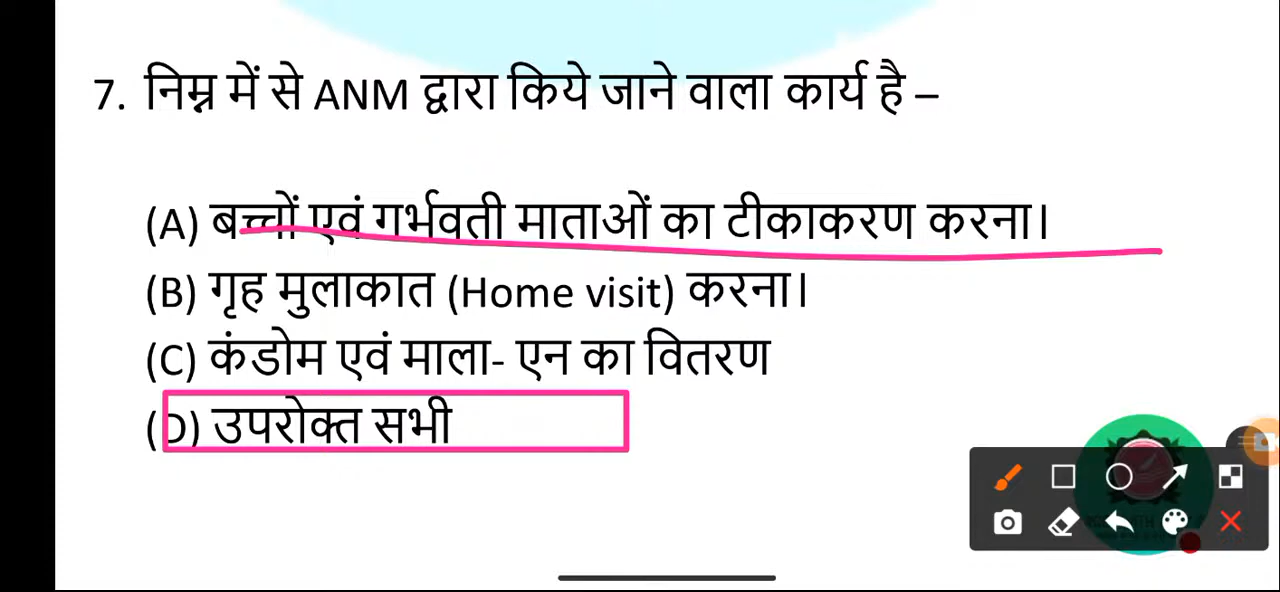 7. निम्न में से ANM द्वारा किये जाने वाला कार्य है –
(A) बच्चों एवं गर्भवती माताओं का टीकाकरण करना।
(B) गृह मुलाकात (Home visit) करना।
(C) कंडोम एवं माला- एन का वितरण
(D) उपरोक्त सभी